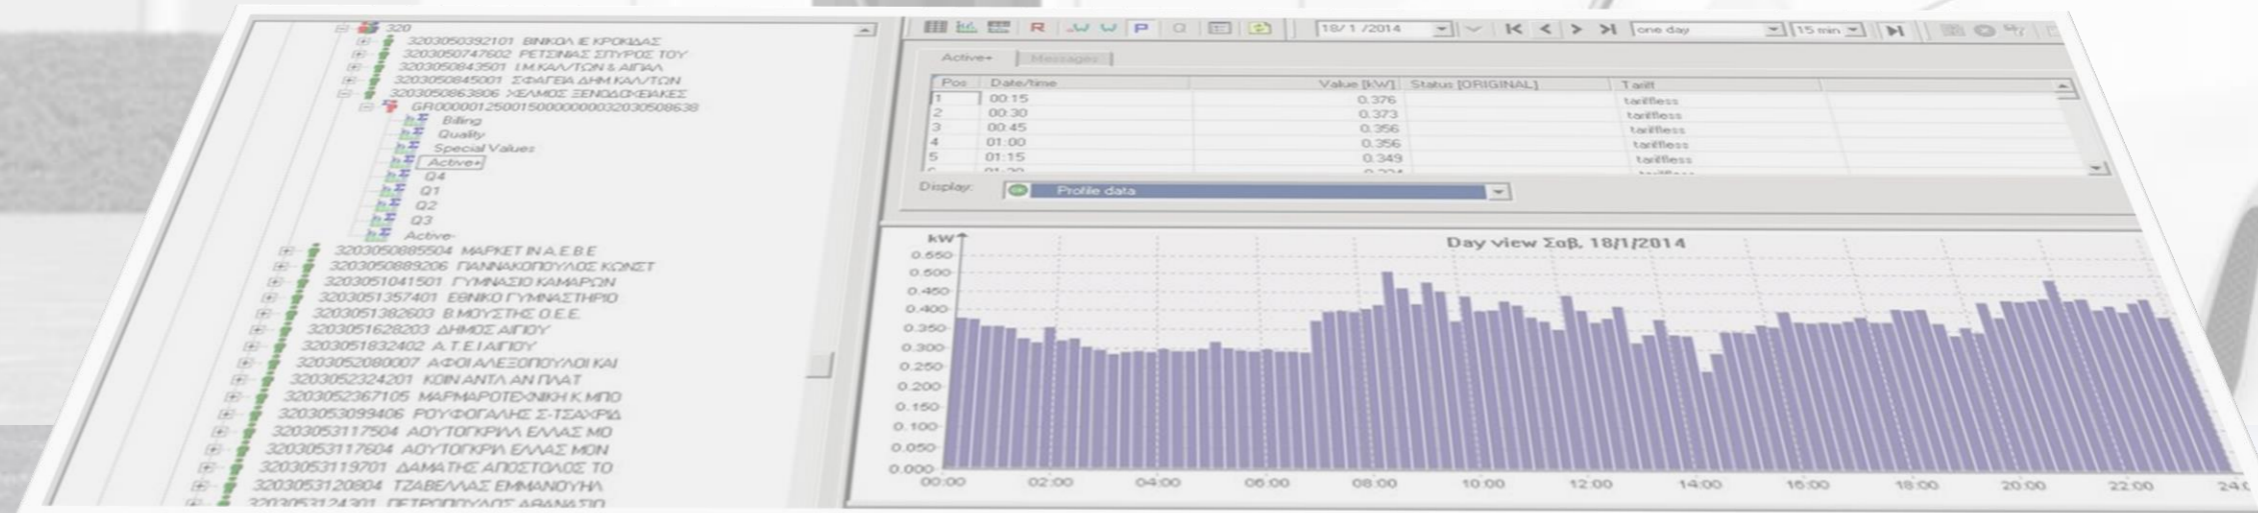 320
3203050392101 ΒΙΝΙΚΟΛ ΙΕ ΚΡΟΚΙΔΑΣ
3203050747602 ΡΕΤΣΙΝΑΣ ΣΠΥΡΟΣ ΤΟΥ
3203050843501 Ι.Μ.ΚΑΛ/ΤΩΝ & ΑΙΓΙΑΛ
3203050845001 ΣΦΑΓΕΙΑ ΔΗΜ.ΚΑΛ/ΤΩΝ
3203050863806 ΧΕΛΜΟΣ ΞΕΝΟΔΟΧΕΙΑΚΕΣ
Billing
Quality
Special Values
Active+
Q4
Q1
Q2
Q3
Active-
3203050885504 ΜΑΡΚΕΤ ΙΝ Α.Ε.Β.Ε
3203050889206 ΓΙΑΝΝΑΚΟΠΟΥΛΟΣ ΚΩΝΣΤ
3203051041501 ΓΥΜΝΑΣΙΟ ΚΑΜΑΡΩΝ
3203051357401 ΕΘΝΙΚΟ ΓΥΜΝΑΣΤΗΡΙΟ
3203051382603 Β.ΜΟΥΣΤΗΣ Ο.Ε.Ε.
3203051628203 ΔΗΜΟΣ ΑΙΓΙΟΥ
3203051832402 Α.Τ.Ε.Ι ΑΙΓΙΟΥ
3203052080007 ΑΦΟΙ ΑΛΕΞΟΠΟΥΛΟΙ ΚΑΙ
3203052324201 ΚΟΙΝ ΑΝΤΛ ΑΝ ΠΛΑΤ
3203052367105 ΜΑΡΜΑΡΟΤΕΧΝΙΚΗ Κ.ΜΠΟ
3203053099406 ΡΟΥΦΟΓΑΛΗΣ Σ-ΤΣΑΧΡΙΔ
3203053117504 ΑΟΥΤΟΓΚΡΙΛΛ ΕΛΛΑΣ ΜΟ
3203053117604 ΑΟΥΤΟΓΚΡΙΛ ΕΛΛΑΣ ΜΟΝ
3203053119701 ΔΑΜΑΤΗΣ ΑΠΟΣΤΟΛΟΣ ΤΟ
3203053120804 ΤΖΑΒΕΛΛΑΣ ΕΜΜΑΝΟΥΗΛ
3203053124301 ΠΕΤΡΟΠΟΥΛΟΣ ΑΘΑΝΑΣΙΟ
R W P Q 18/ 1 /2014 one day 15 min
Active+ Messages
Pos Date/time Value [kW] Status [ORIGINAL] Tariff
1 00:15 0.376 tariffless
2 00:30 0.373 tariffless
3 00:45 0.356 tariffless
4 01:00 0.356 tariffless
5 01:15 0.349 tariffless
Display: Profile data
kW Day view Σαβ, 18/1/2014
0.550
0.500
0.450
0.400
0.350
0.300
0.250
0.200
0.150
0.100
0.050
0.000
00:00 02:00 04:00 06:00 08:00 10:00 12:00 14:00 16:00 18:00 20:00 22:00